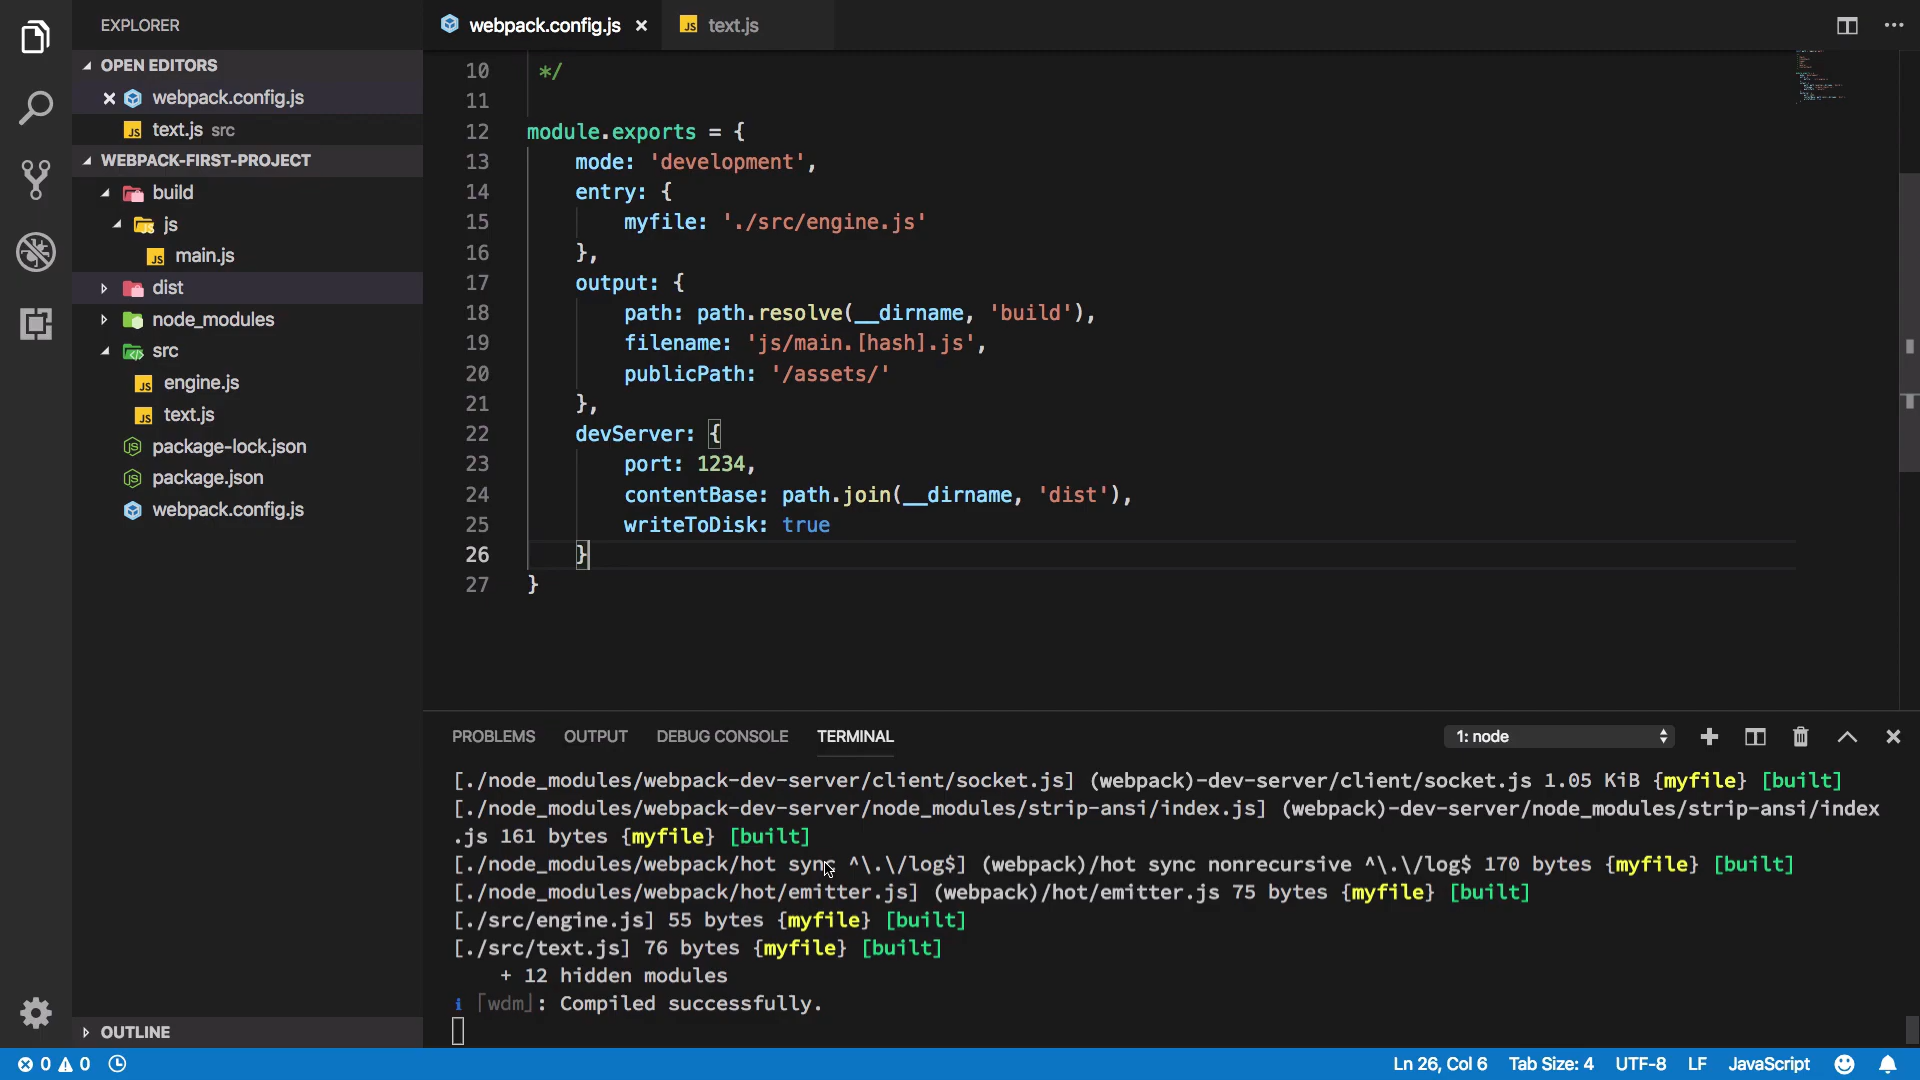 EXPLORER
OPEN EDITORS
webpack.config.js
JS text.js src
WEBPACK-FIRST-PROJECT
build
js
JS main.js
dist
node_modules
src
JS engine.js
JS text.js
package-lock.json
package.json
webpack.config.js
OUTLINE
webpack.config.js
JS text.js
10 */
11
12 module.exports = {
13 mode: 'development',
14 entry: {
15 myfile: './src/engine.js'
16 },
17 output: {
18 path: path.resolve(__dirname, 'build'),
19 filename: 'js/main.[hash].js',
20 publicPath: '/assets/'
21 },
22 devServer: {
23 port: 1234,
24 contentBase: path.join(__dirname, 'dist'),
25 writeToDisk: true
26 }
27 }
PROBLEMS OUTPUT DEBUG CONSOLE TERMINAL 1: node
[./node_modules/webpack-dev-server/client/socket.js] (webpack)-dev-server/client/socket.js 1.05 KiB {myfile} [built]
[./node_modules/webpack-dev-server/node_modules/strip-ansi/index.js] (webpack)-dev-server/node_modules/strip-ansi/index
.js 161 bytes {myfile} [built]
[./node_modules/webpack/hot sync ^\.\/log$] (webpack)/hot sync nonrecursive ^\.\/log$ 170 bytes {myfile} [built]
[./node_modules/webpack/hot/emitter.js] (webpack)/hot/emitter.js 75 bytes {myfile} [built]
[./src/engine.js] 55 bytes {myfile} [built]
[./src/text.js] 76 bytes {myfile} [built]
+ 12 hidden modules
i ｢wdm｣: Compiled successfully.
0 0 Ln 26, Col 6 Tab Size: 4 UTF-8 LF JavaScript